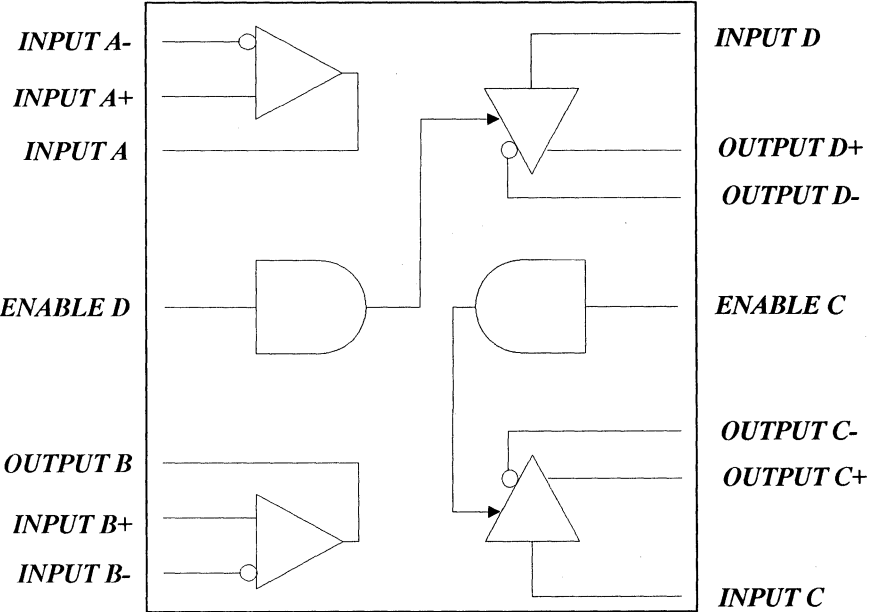 INPUT A-
INPUT A+
INPUT A
ENABLE D
OUTPUT B
INPUT B+
INPUT B-
INPUT D
OUTPUT D+
OUTPUT D-
ENABLE C
OUTPUT C-
OUTPUT C+
INPUT C